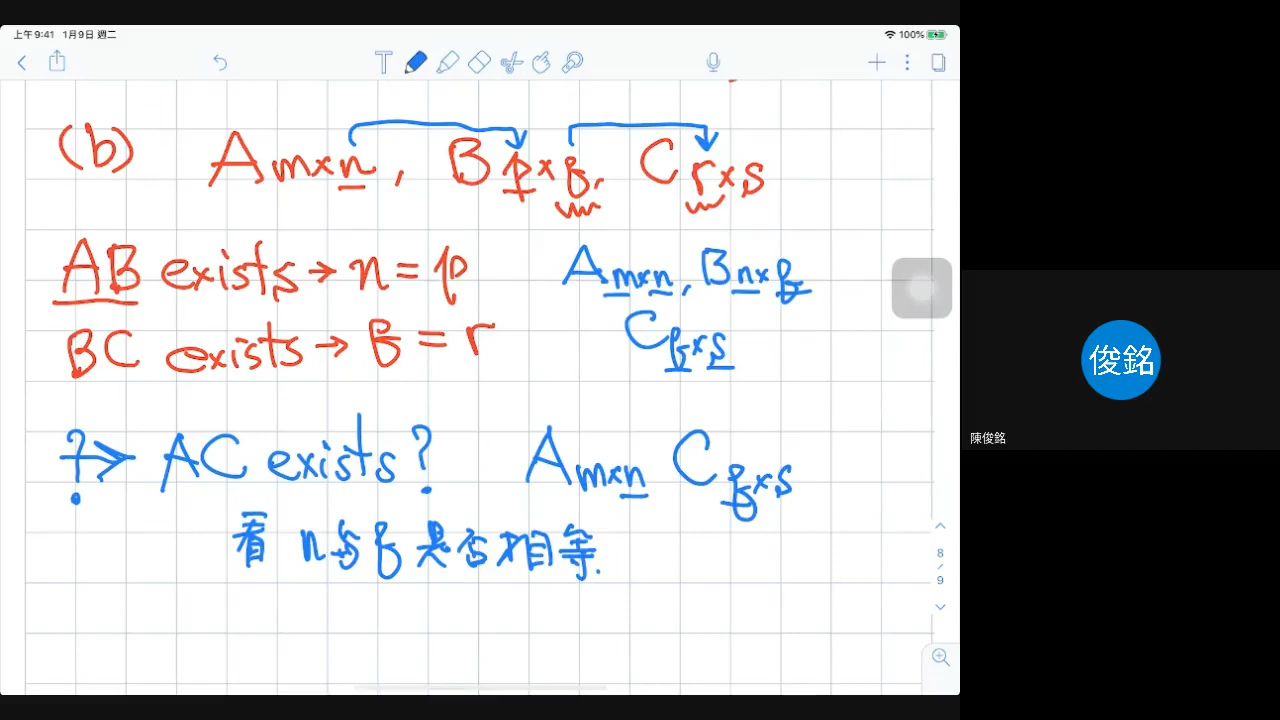 上午9:41 1月9日 週二
100%
T
(b) Am×n, Bp×q, Cr×s
AB exists → n = p
Am×n, Bn×q
BC exists → q = r
Cq×s
?⇒ AC exists?
Am×n Cq×s
看 n与q 是否相等.
8
/
9
俊銘
陳俊銘